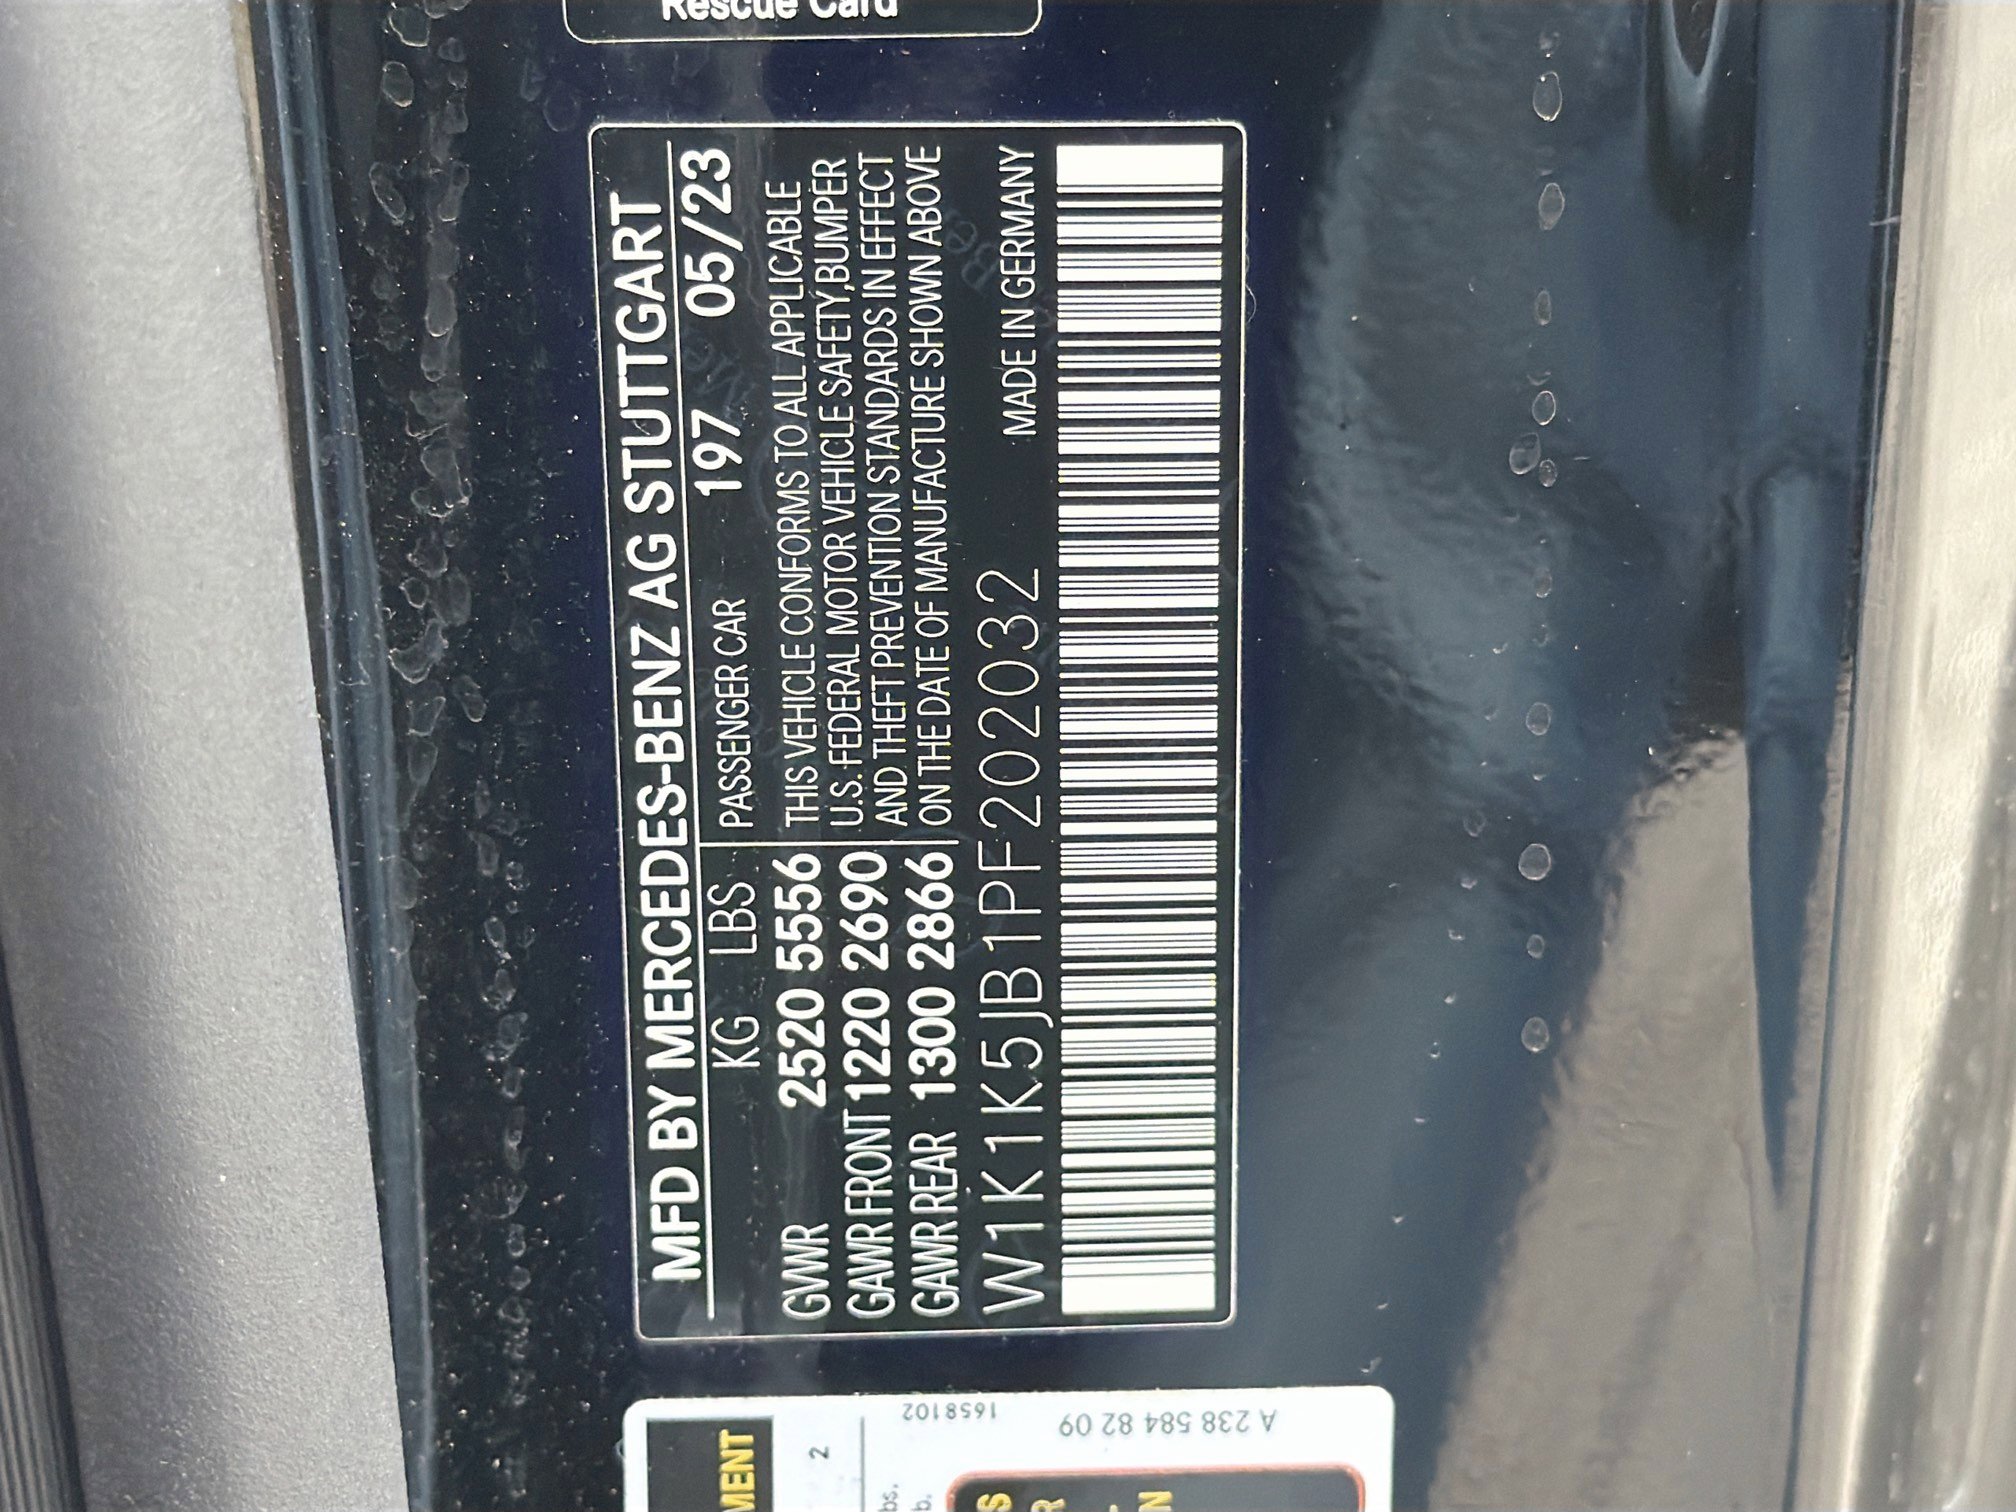 Rescue Card
MFD BY MERCEDES-BENZ AG STUTTGART
KG LBS PASSENGER CAR 197 05/23
GVWR 2520 5556 THIS VEHICLE CONFORMS TO ALL APPLICABLE
GAWR FRONT 1220 2690 U.S. FEDERAL MOTOR VEHICLE SAFETY, BUMPER
GAWR REAR 1300 2866 AND THEFT PREVENTION STANDARDS IN EFFECT
ON THE DATE OF MANUFACTURE SHOWN ABOVE
W1K1K5JB1PF202032 MADE IN GERMANY
1658102
A 238 584 82 09
MENT
2